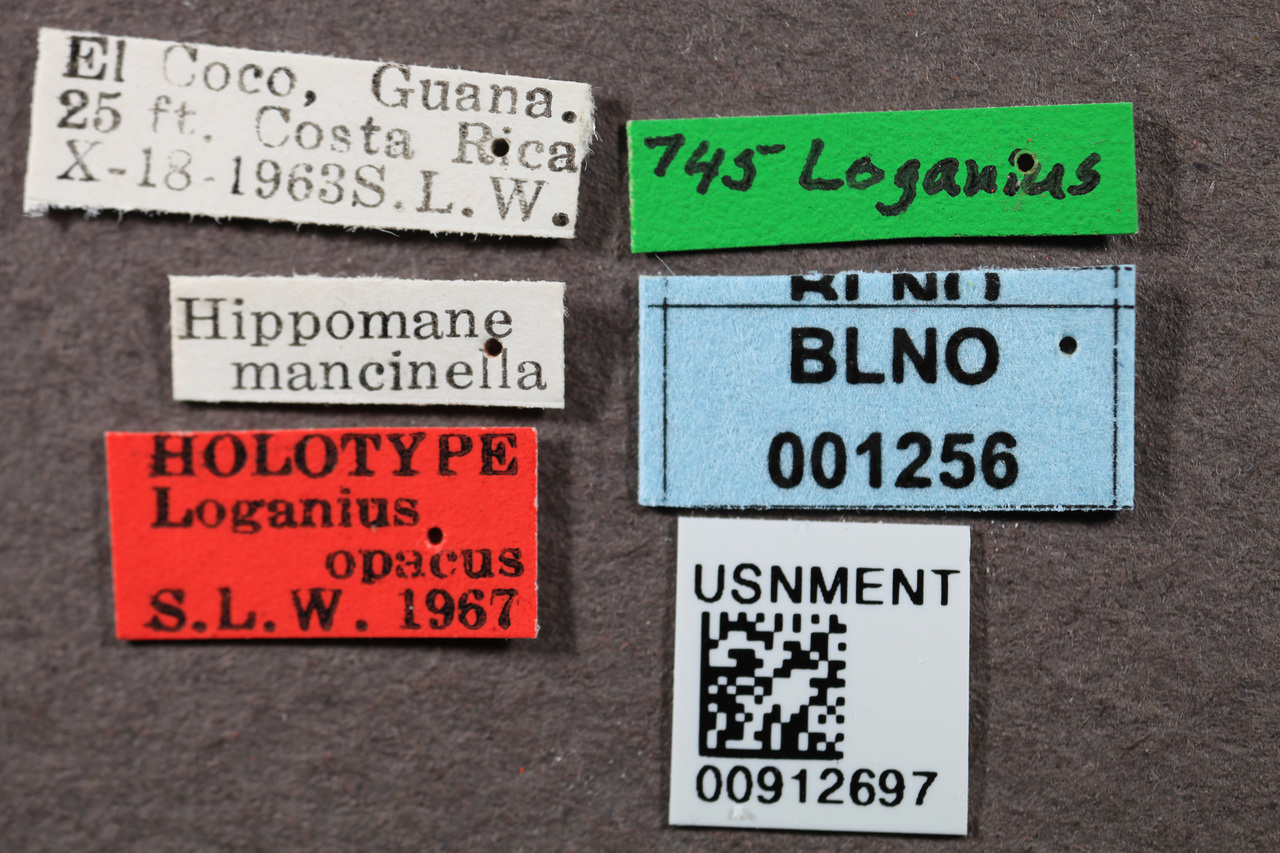 El Coco, Guana.
25 ft. Costa Rica
X-18-1963S.L.W.
745 Loganius
Hippomane
mancinella
BLNO
BLNO
001256
HOLOTYPE
Loganius
opacus
S.L.W. 1967
USNMENT
00912697